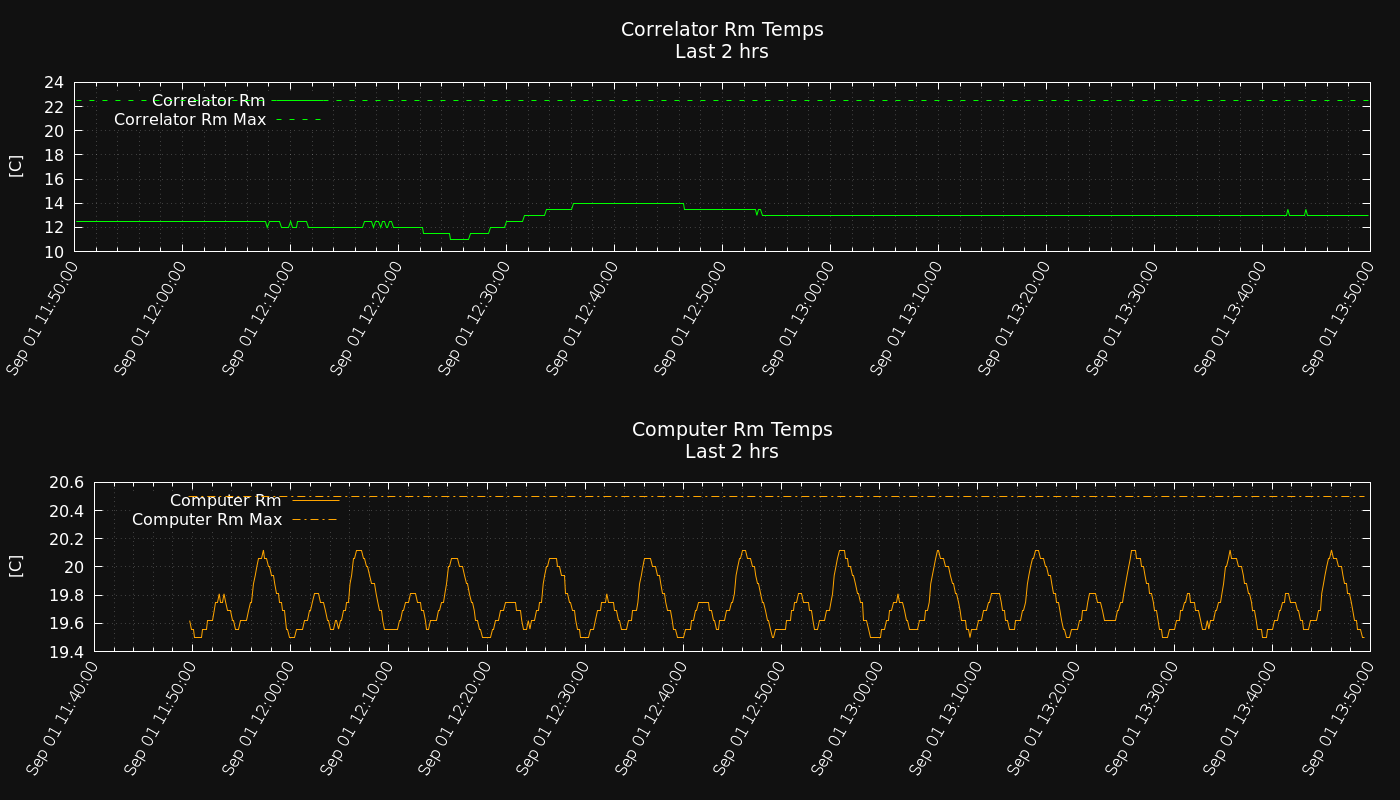 Correlator Rm Temps
Last 2 hrs
24
22
20
18
16
14
12
10
[C]
Correlator Rm
Correlator Rm Max
Sep 01 11:50:00
Sep 01 12:00:00
Sep 01 12:10:00
Sep 01 12:20:00
Sep 01 12:30:00
Sep 01 12:40:00
Sep 01 12:50:00
Sep 01 13:00:00
Sep 01 13:10:00
Sep 01 13:20:00
Sep 01 13:30:00
Sep 01 13:40:00
Sep 01 13:50:00
Computer Rm Temps
Last 2 hrs
20.6
20.4
20.2
20
19.8
19.6
19.4
[C]
Computer Rm
Computer Rm Max
Sep 01 11:40:00
Sep 01 11:50:00
Sep 01 12:00:00
Sep 01 12:10:00
Sep 01 12:20:00
Sep 01 12:30:00
Sep 01 12:40:00
Sep 01 12:50:00
Sep 01 13:00:00
Sep 01 13:10:00
Sep 01 13:20:00
Sep 01 13:30:00
Sep 01 13:40:00
Sep 01 13:50:00